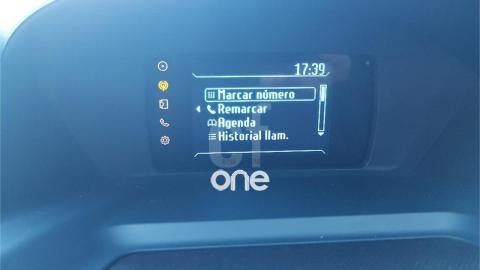 17:39
Marcar número
Remarcar
Agenda
Historial llam.
one